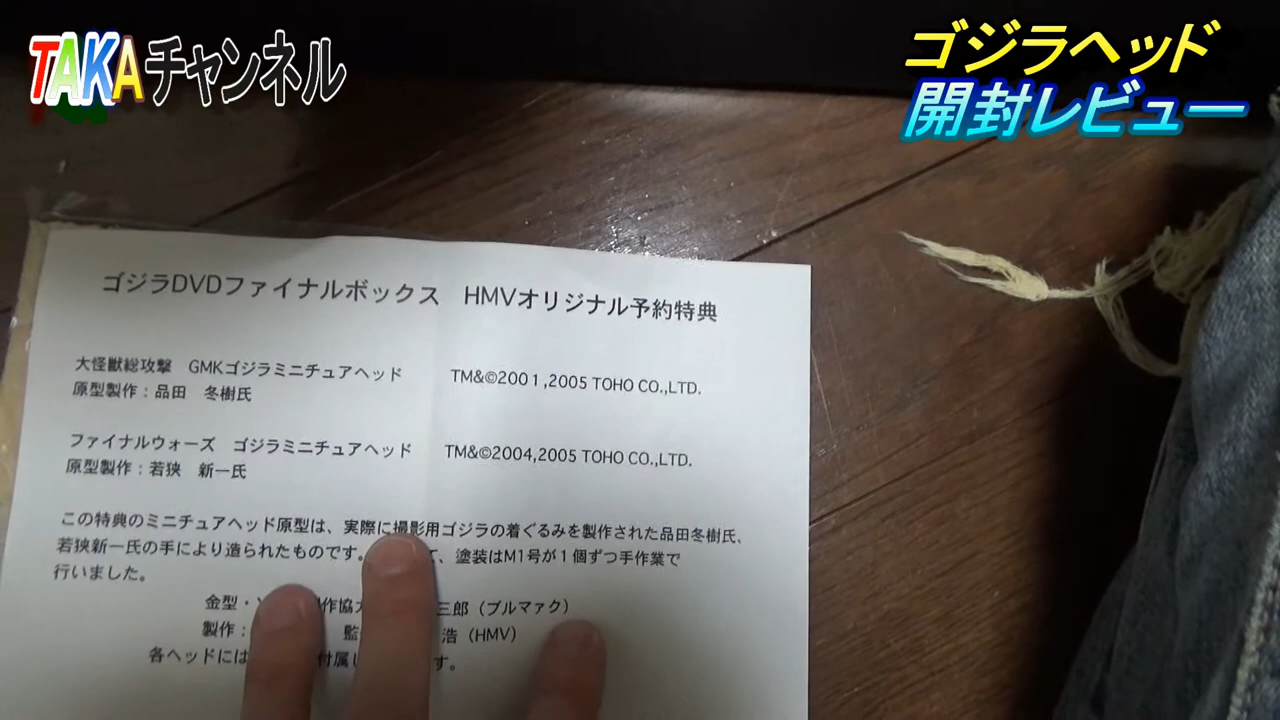 TAKAチャンネル
ゴジラヘッド
開封レビュー
ゴジラDVDファイナルボックス　HMVオリジナル予約特典
大怪獣総攻撃　GMKゴジラミニチュアヘッド　TM&©2001,2005 TOHO CO.,LTD.
原型製作：品田　冬樹氏
ファイナルウォーズ　ゴジラミニチュアヘッド　TM&©2004,2005 TOHO CO.,LTD.
原型製作：若狭　新一氏
この特典のミニチュアヘッド原型は、実際に撮影用ゴジラの着ぐるみを製作された品田冬樹氏、
若狭新一氏の手により造られたものです。 て、塗装はM1号が１個ずつ手作業で
行いました。
金型・ 作協 三郎（ブルマァク）
製作： 監 浩（HMV）
各ヘッドには 付属 す。